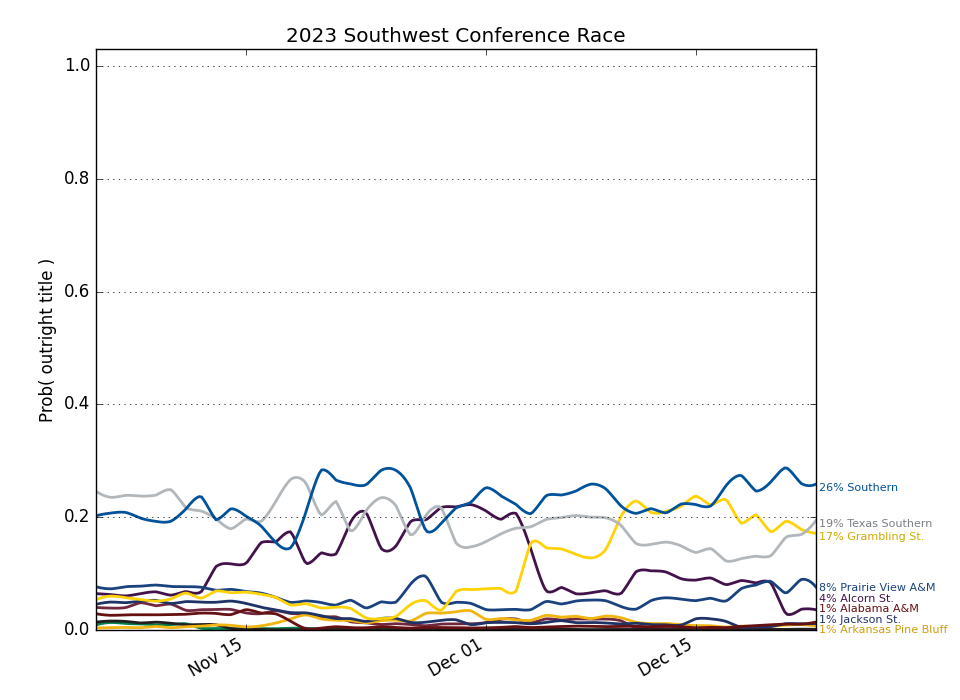 2023 Southwest Conference Race
Prob( outright title )
1.0
0.8
0.6
0.4
0.2
0.0
Nov 15
Dec 01
Dec 15
26% Southern
19% Texas Southern
17% Grambling St.
8% Prairie View A&M
4% Alcorn St.
1% Alabama A&M
1% Jackson St.
1% Arkansas Pine Bluff